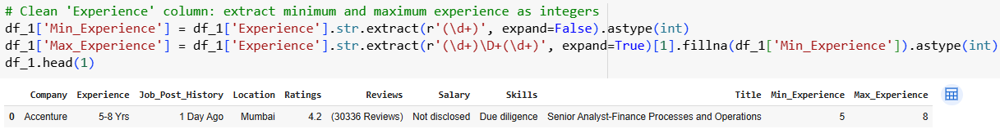 # Clean 'Experience' column: extract minimum and maximum experience as integers
df_1['Min_Experience'] = df_1['Experience'].str.extract(r'(\d+)', expand=False).astype(int)
df_1['Max_Experience'] = df_1['Experience'].str.extract(r'(\d+)\D+(\d+)', expand=True)[1].fillna(df_1['Min_Experience']).astype(int)
df_1.head(1)
Company Experience Job_Post_History Location Ratings Reviews Salary Skills Title Min_Experience Max_Experience
0 Accenture 5-8 Yrs 1 Day Ago Mumbai 4.2 (30336 Reviews) Not disclosed Due diligence Senior Analyst-Finance Processes and Operations 5 8